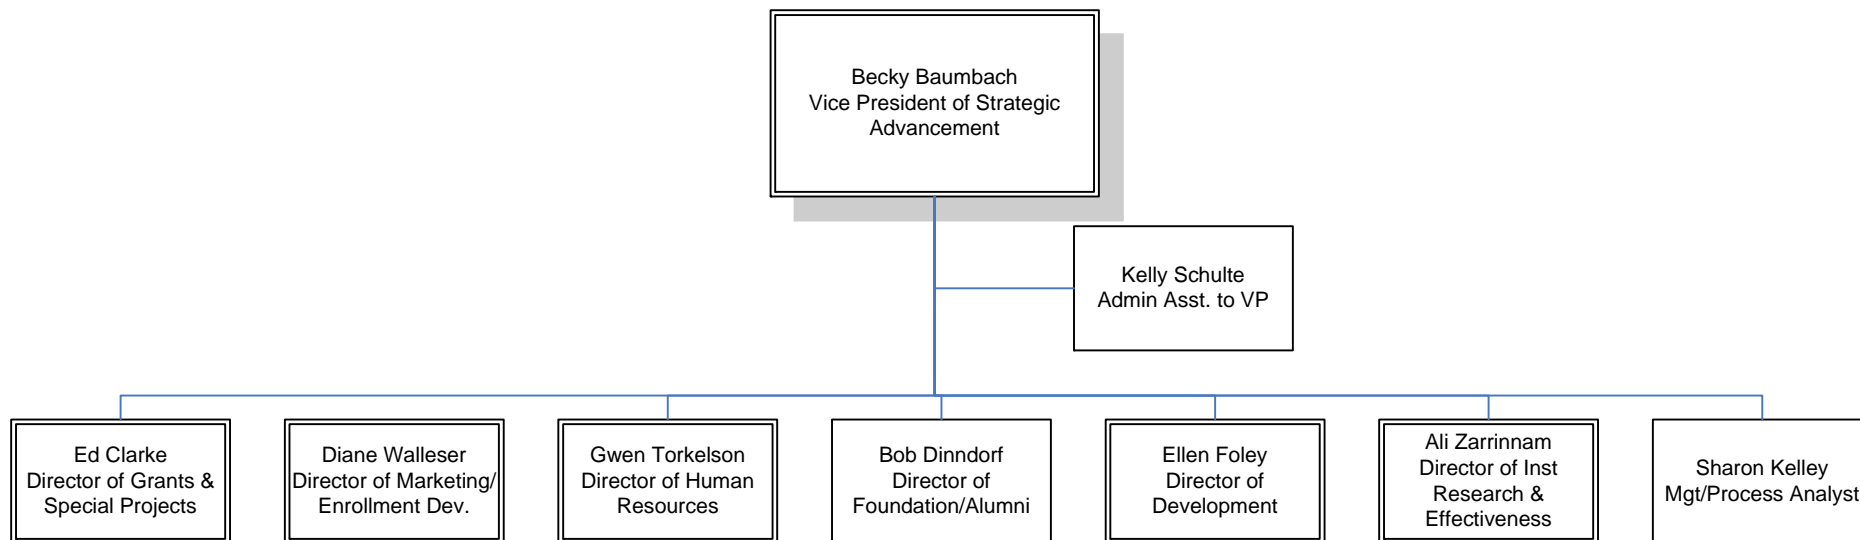 Becky Baumbach
Vice President of Strategic
Advancement
Kelly Schulte
Admin Asst. to VP
Ed Clarke
Director of Grants &
Special Projects
Diane Walleser
Director of Marketing/
Enrollment Dev.
Gwen Torkelson
Director of Human
Resources
Bob Dinndorf
Director of
Foundation/Alumni
Ellen Foley
Director of
Development
Ali Zarrinnam
Director of Inst
Research &
Effectiveness
Sharon Kelley
Mgt/Process Analyst